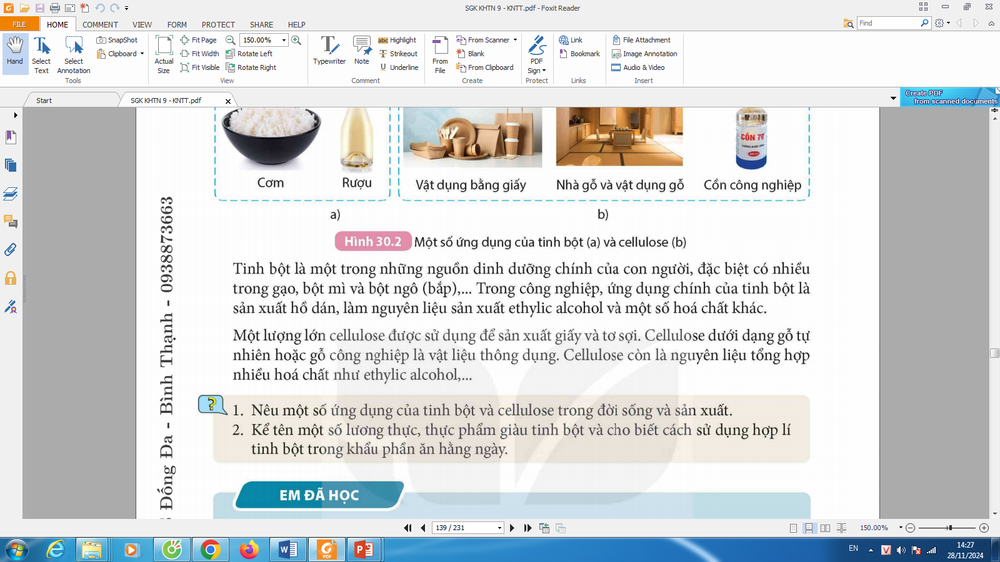 SGK KHTN 9 - KNTT.pdf - Foxit Reader
FILE HOME COMMENT VIEW FORM PROTECT SHARE HELP
Find
Hand
Select Text
Select Annotation
SnapShot
Clipboard
Tools
Actual Size
Fit Page
Fit Width
Fit Visible
150.00%
Rotate Left
Rotate Right
View
Typewriter
Note
Highlight
Strikeout
Underline
Comment
From File
From Scanner
Blank
From Clipboard
Create
PDF Sign
Protect
Link
Bookmark
Links
File Attachment
Image Annotation
Audio & Video
Insert
Start
SGK KHTN 9 - KNTT.pdf
Create PDF
from scanned documents
CỒN 70°
Cơm
Rượu
Vật dụng bằng giấy
Nhà gỗ và vật dụng gỗ
Cồn công nghiệp
a)
b)
Hình 30.2 Một số ứng dụng của tinh bột (a) và cellulose (b)
Tinh bột là một trong những nguồn dinh dưỡng chính của con người, đặc biệt có nhiều
trong gạo, bột mì và bột ngô (bắp),... Trong công nghiệp, ứng dụng chính của tinh bột là
sản xuất hồ dán, làm nguyên liệu sản xuất ethylic alcohol và một số hoá chất khác.
Một lượng lớn cellulose được sử dụng để sản xuất giấy và tơ sợi. Cellulose dưới dạng gỗ tự
nhiên hoặc gỗ công nghiệp là vật liệu thông dụng. Cellulose còn là nguyên liệu tổng hợp
nhiều hoá chất như ethylic alcohol,...
?
1. Nêu một số ứng dụng của tinh bột và cellulose trong đời sống và sản xuất.
2. Kể tên một số lương thực, thực phẩm giàu tinh bột và cho biết cách sử dụng hợp lí
tinh bột trong khẩu phần ăn hằng ngày.
EM ĐÃ HỌC
Đống Đa - Bình Thạnh - 0938873663
139 / 231
150.00%
EN
14:27
28/11/2024